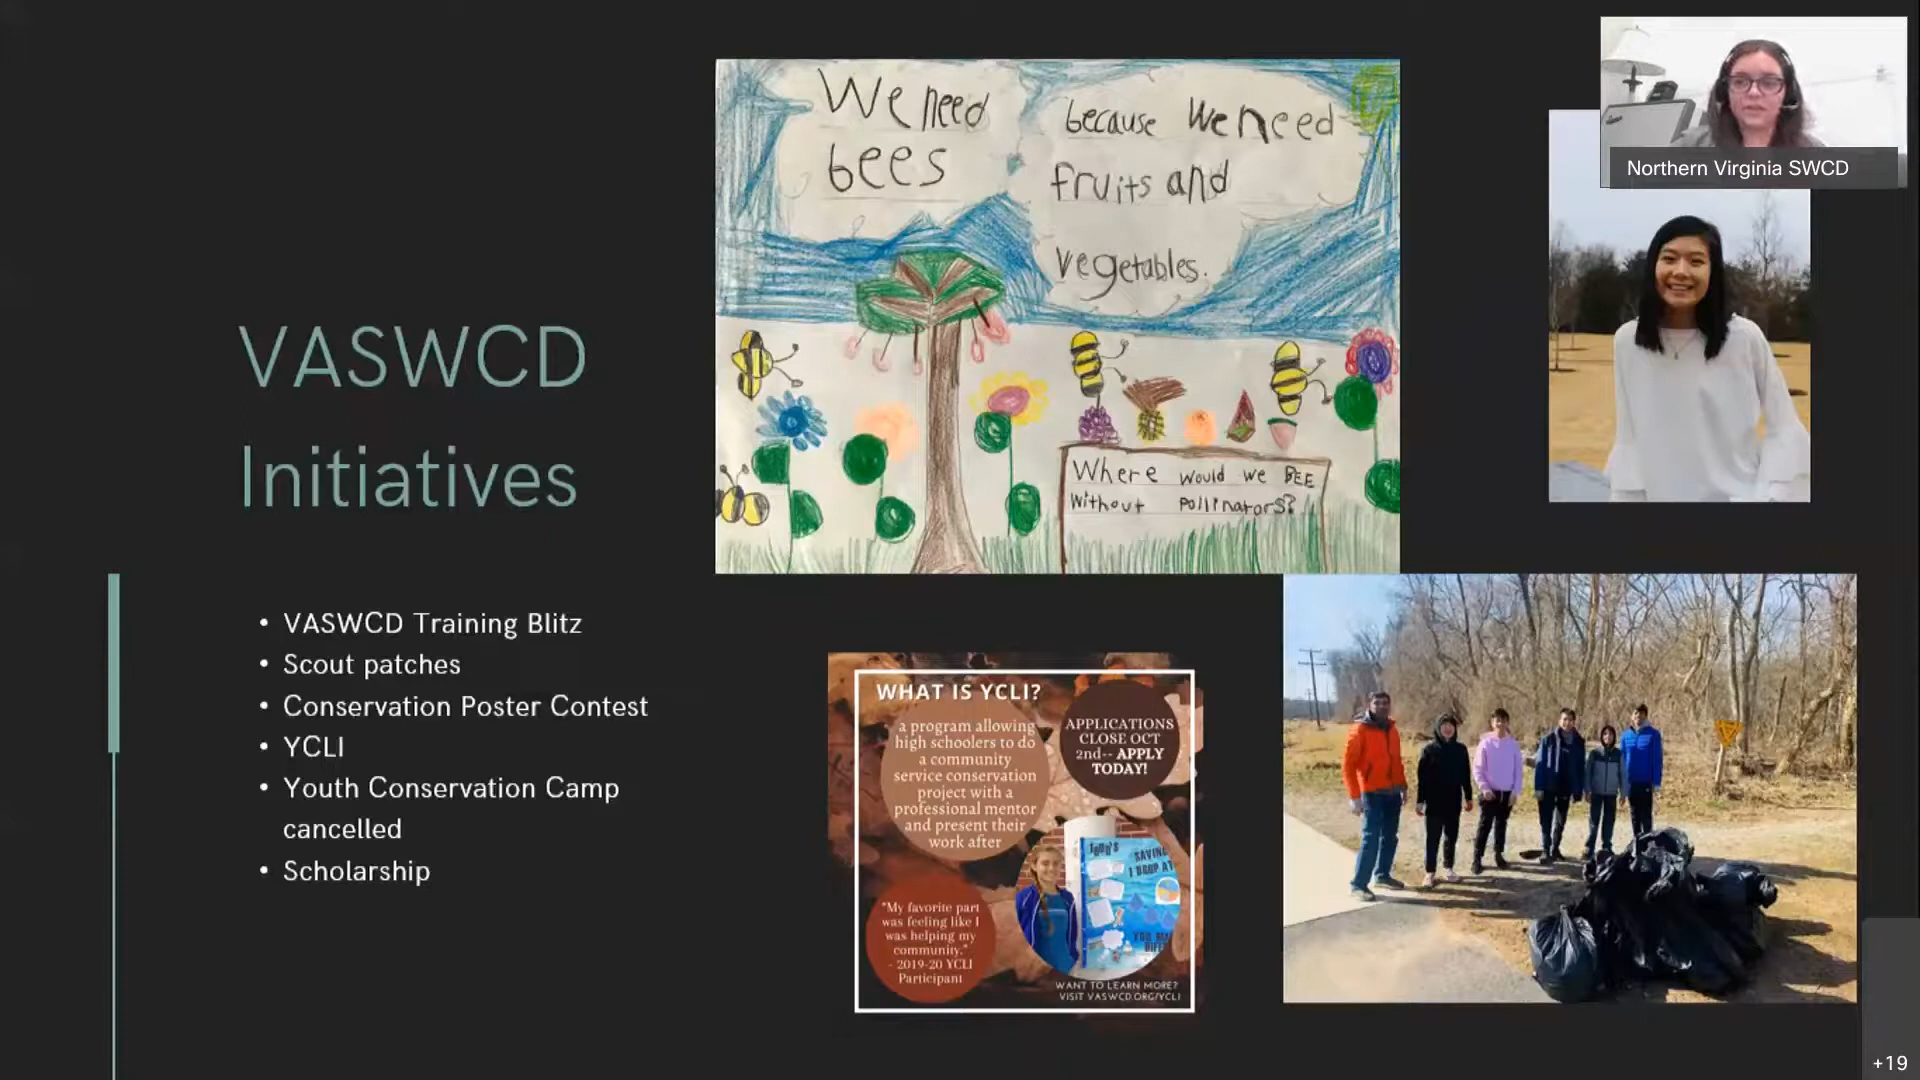 Northern Virginia SWCD
VASWCD
Initiatives
• VASWCD Training Blitz
• Scout patches
• Conservation Poster Contest
• YCLI
• Youth Conservation Camp
cancelled
• Scholarship
We need
bees
because We need
fruits and
vegetables.
Where would we BEE
Without Pollinators?
WHAT IS YCLI?
a program allowing
high schoolers to do
a community
service conservation
project with a
professional mentor
and present their
work after
APPLICATIONS
CLOSE OCT
2nd-- APPLY
TODAY!
"My favorite part
was feeling like I
was helping my
community."
- 2019-20 YCLI
Participant
SAVING
WANT TO LEARN MORE?
VISIT VASWCD.ORG/YCLI
+19